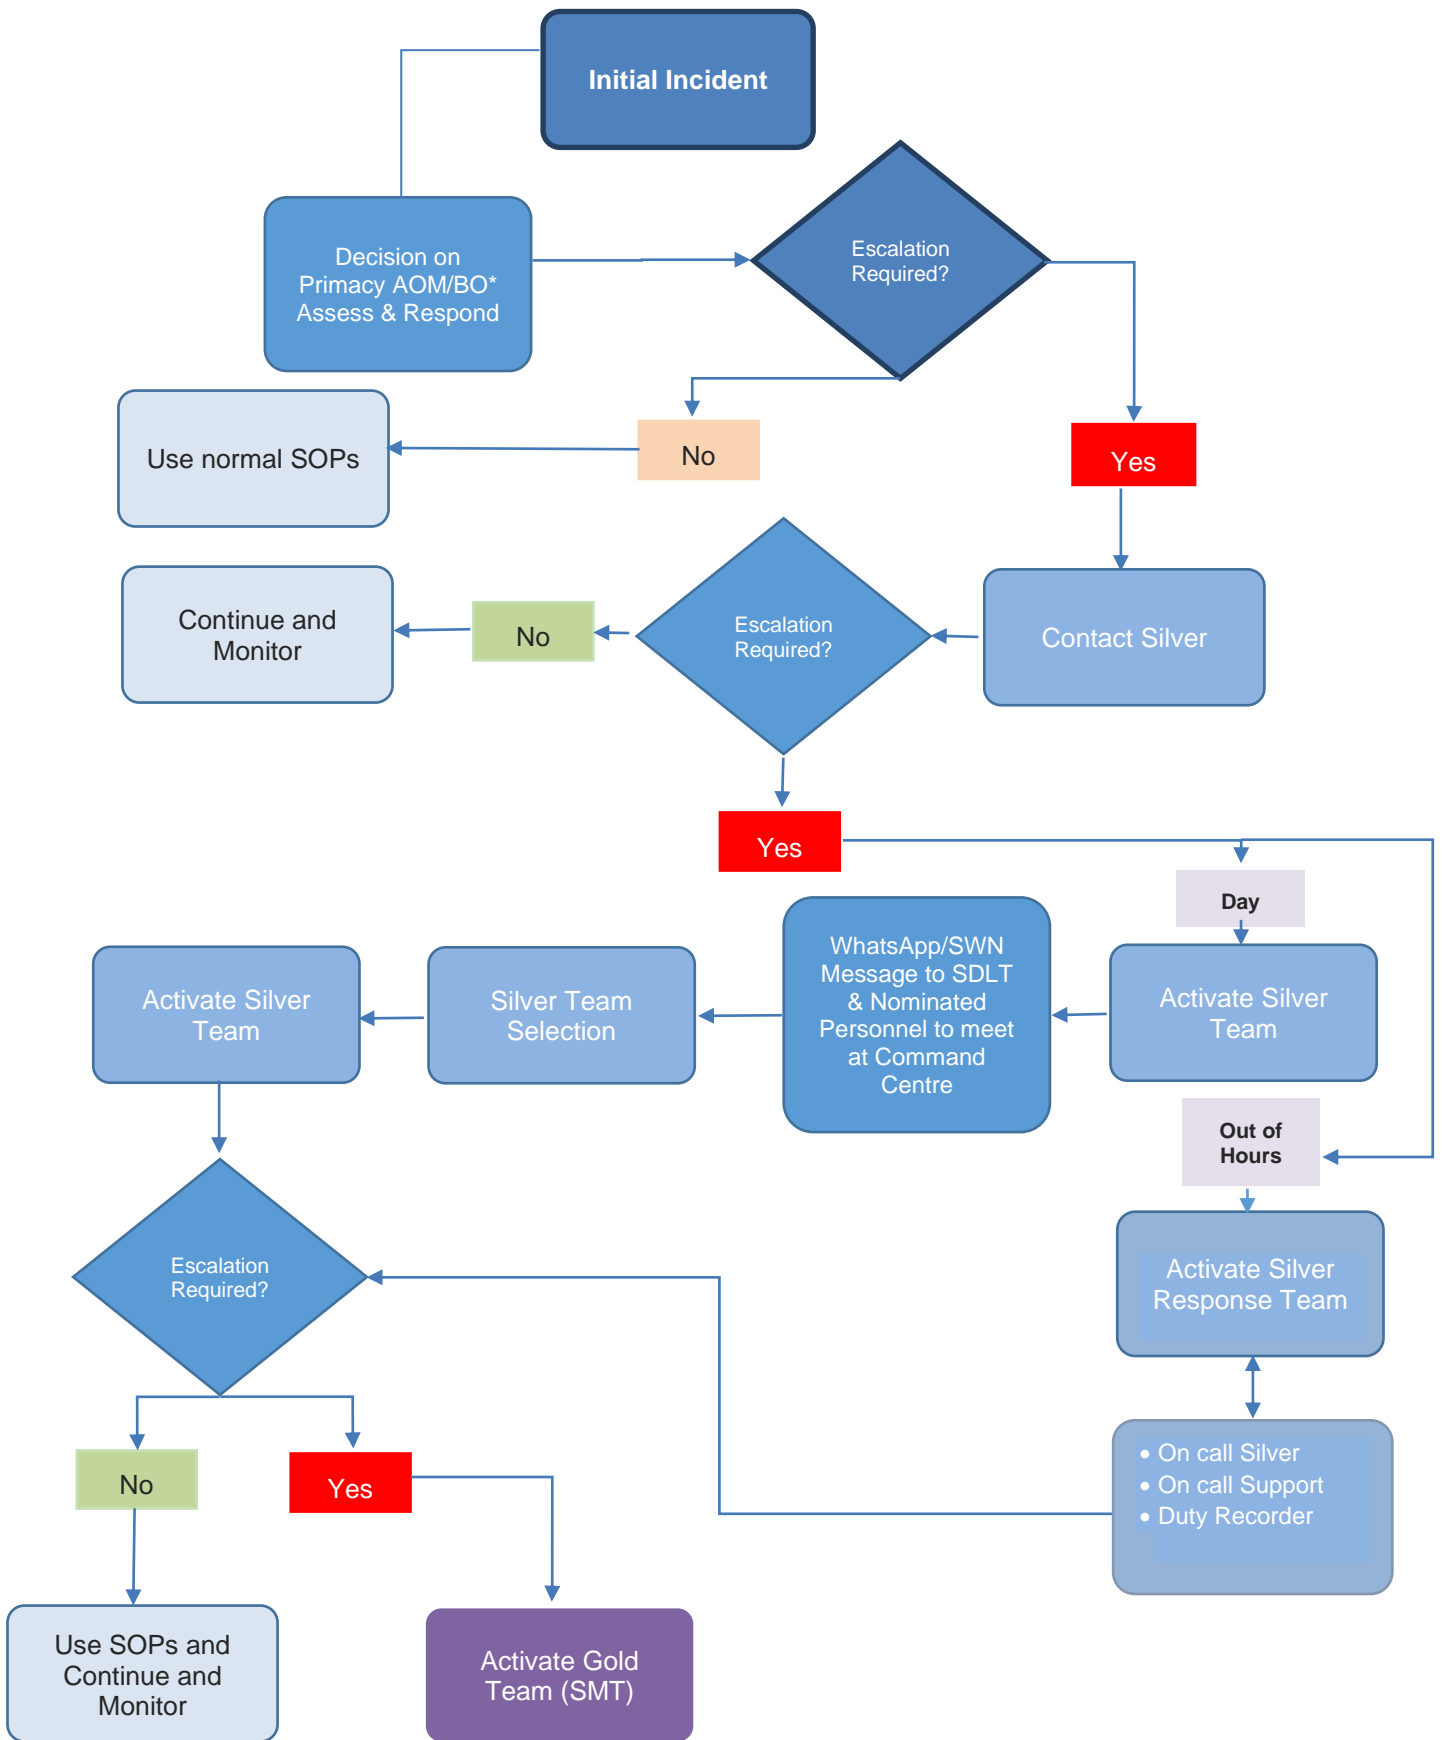 Initial Incident
Decision on
Primacy AOM/BO*
Assess & Respond
Escalation
Required?
No
Use normal SOPs
Yes
Contact Silver
Escalation
Required?
No
Continue and
Monitor
Yes
Day
Activate Silver
Team
WhatsApp/SWN
Message to SDLT
& Nominated
Personnel to meet
at Command
Centre
Silver Team
Selection
Activate Silver
Team
Out of
Hours
Activate Silver
Response Team
• On call Silver
• On call Support
• Duty Recorder
Escalation
Required?
No
Yes
Use SOPs and
Continue and
Monitor
Activate Gold
Team (SMT)